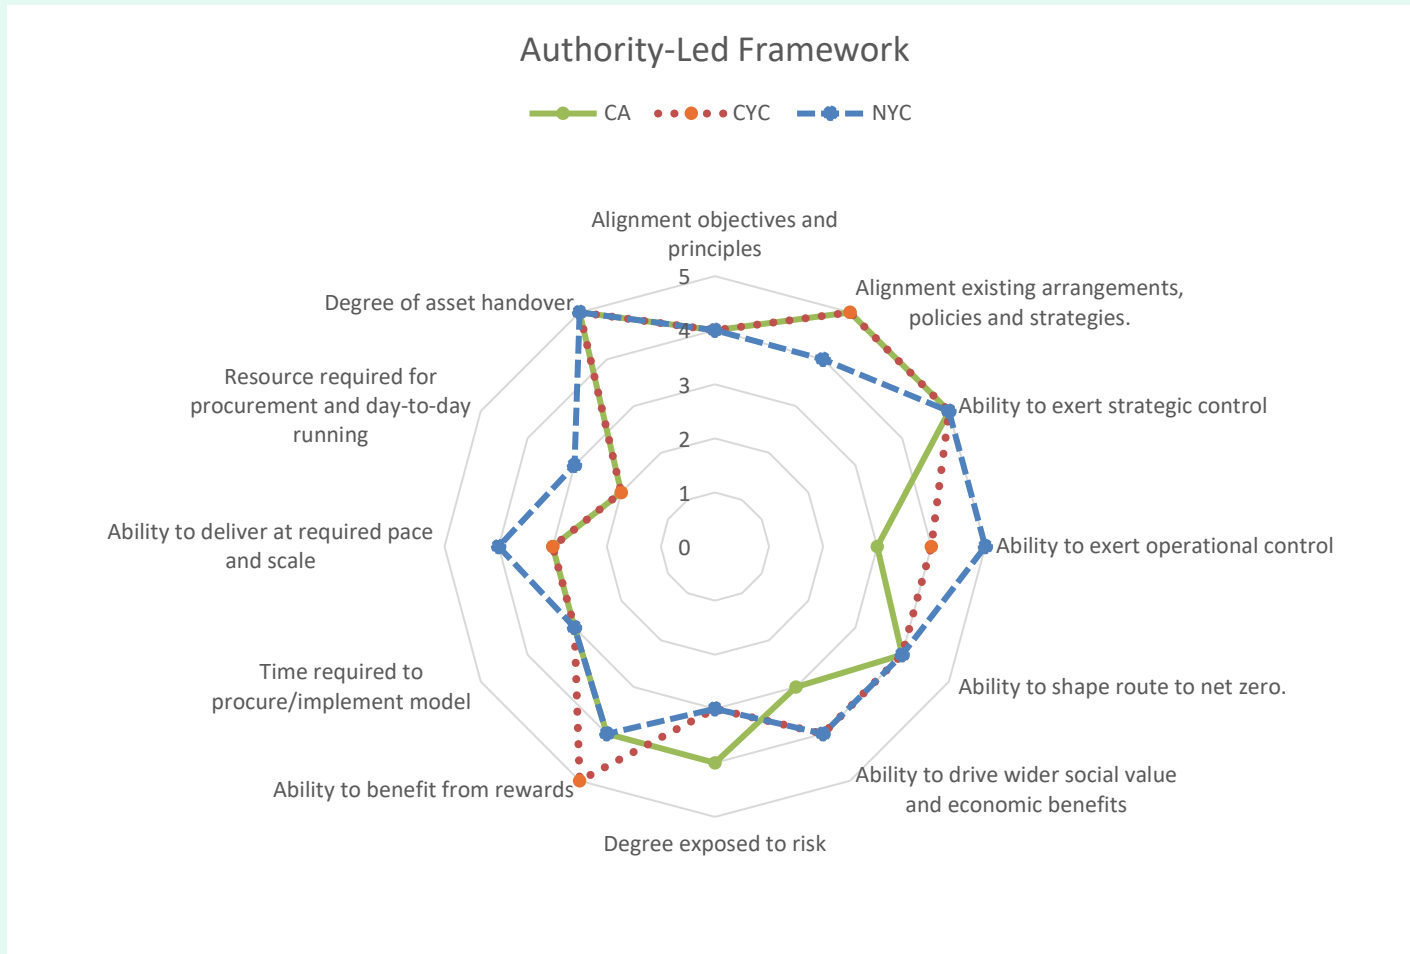 Authority-Led Framework
CA
CYC
NYC
Alignment objectives and
principles
Alignment existing arrangements,
policies and strategies.
Ability to exert strategic control
Ability to exert operational control
Ability to shape route to net zero.
Ability to drive wider social value
and economic benefits
Degree exposed to risk
Ability to benefit from rewards
Time required to
procure/implement model
Ability to deliver at required pace
and scale
Resource required for
procurement and day-to-day
running
Degree of asset handover
5
4
3
2
1
0